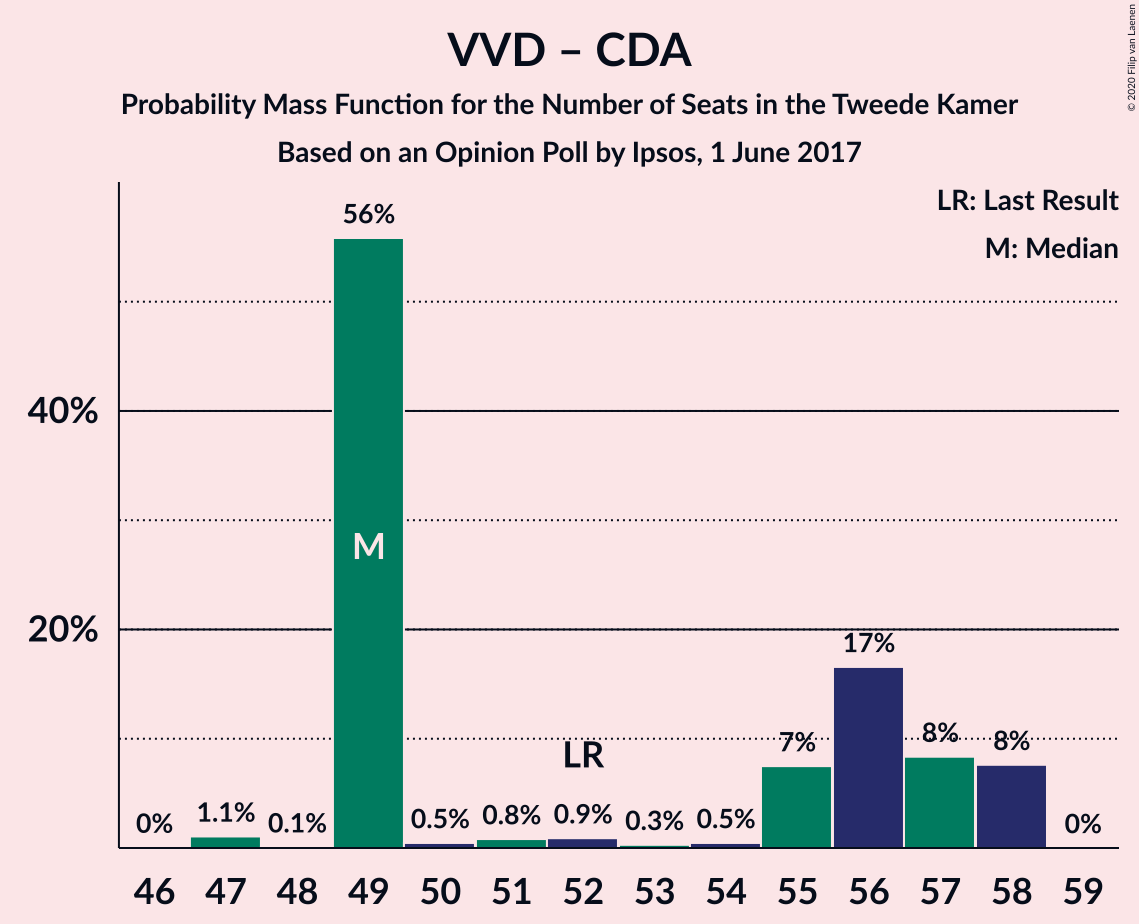 VVD – CDA
Probability Mass Function for the Number of Seats in the Tweede Kamer
Based on an Opinion Poll by Ipsos, 1 June 2017
© 2020 Filip van Laenen
LR: Last Result
M: Median
40%
20%
0%
1.1%
0.1%
56%
0.5%
0.8%
0.9%
0.3%
0.5%
7%
17%
8%
8%
0%
M
LR
46 47 48 49 50 51 52 53 54 55 56 57 58 59